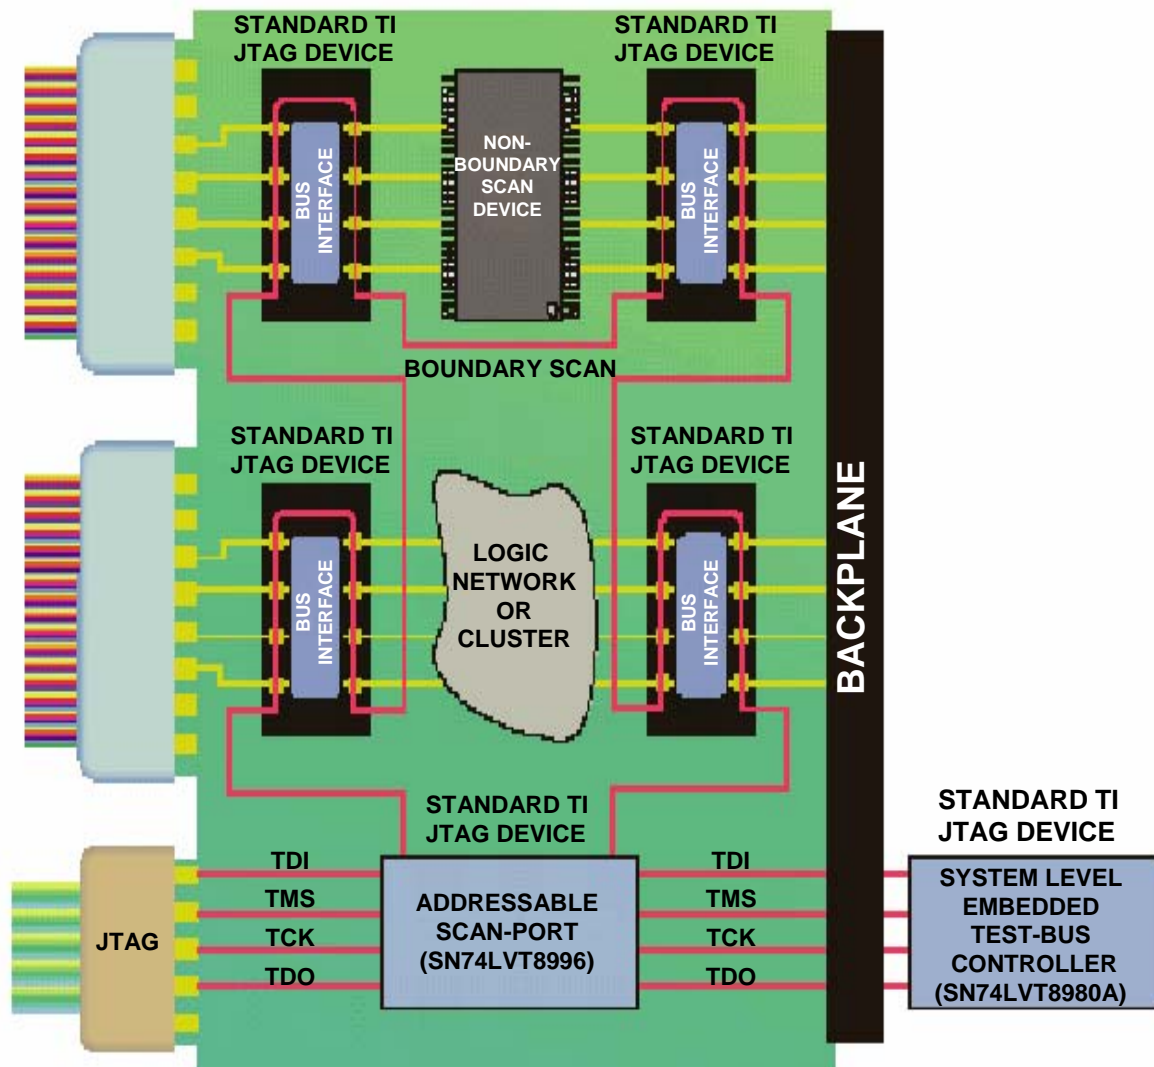 STANDARD TI
JTAG DEVICE
STANDARD TI
JTAG DEVICE
BUS
INTERFACE
NON-
BOUNDARY
SCAN
DEVICE
BUS
INTERFACE
BOUNDARY SCAN
STANDARD TI
JTAG DEVICE
STANDARD TI
JTAG DEVICE
BUS
INTERFACE
LOGIC
NETWORK
OR
CLUSTER
BUS
INTERFACE
BACKPLANE
STANDARD TI
JTAG DEVICE
STANDARD TI
JTAG DEVICE
JTAG
TDI
TMS
TCK
TDO
ADDRESSABLE
SCAN-PORT
(SN74LVT8996)
TDI
TMS
TCK
TDO
SYSTEM LEVEL
EMBEDDED
TEST-BUS
CONTROLLER
(SN74LVT8980A)